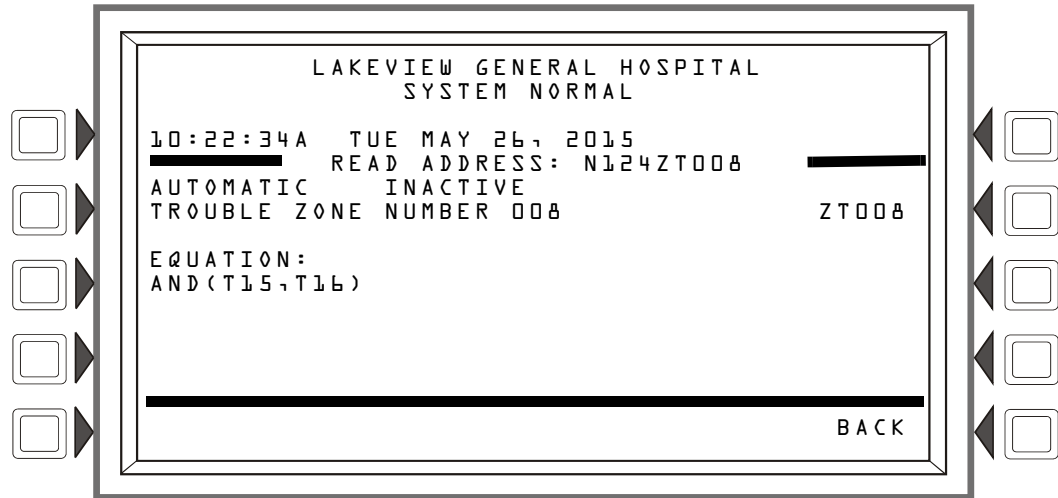 LAKEVIEW GENERAL HOSPITAL
SYSTEM NORMAL
10:22:34A TUE MAY 26, 2015
READ ADDRESS: N124ZT008
AUTOMATIC INACTIVE
TROUBLE ZONE NUMBER 008 ZT008
EQUATION:
AND(T15,T16)
BACK